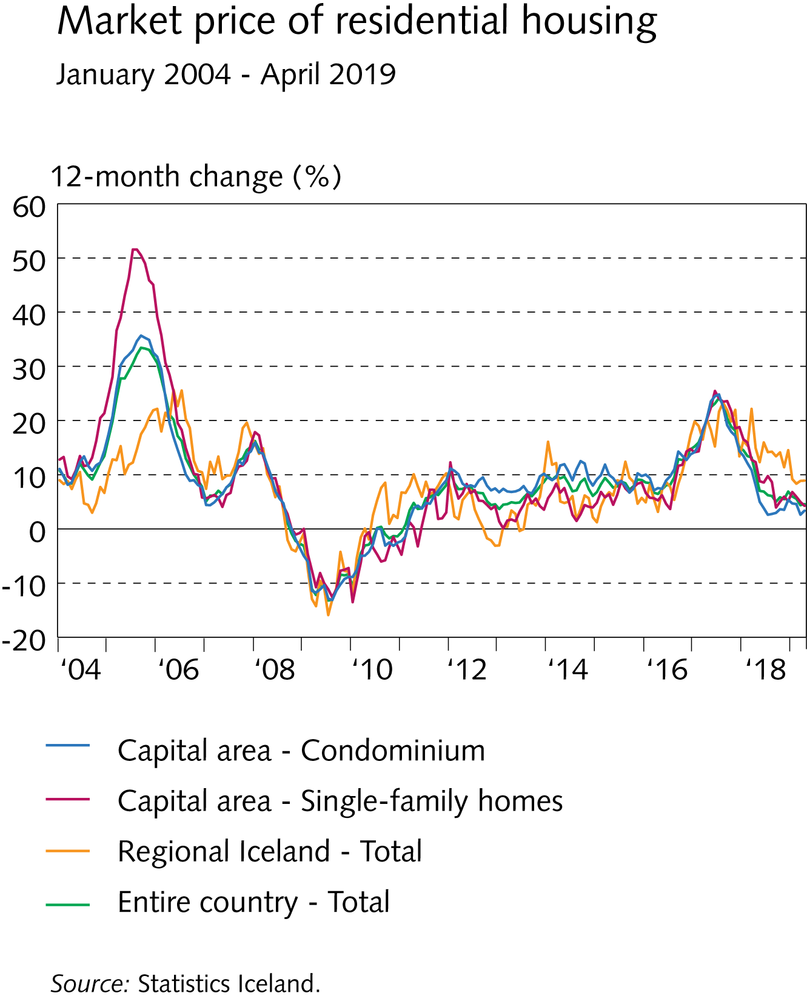 Market price of residential housing
January 2004 - April 2019
12-month change (%)
60
50
40
30
20
10
0
-10
-20
‘04 ‘06 ‘08 ‘10 ‘12 ‘14 ‘16 ‘18
Capital area - Condominium
Capital area - Single-family homes
Regional Iceland - Total
Entire country - Total
Source: Statistics Iceland.